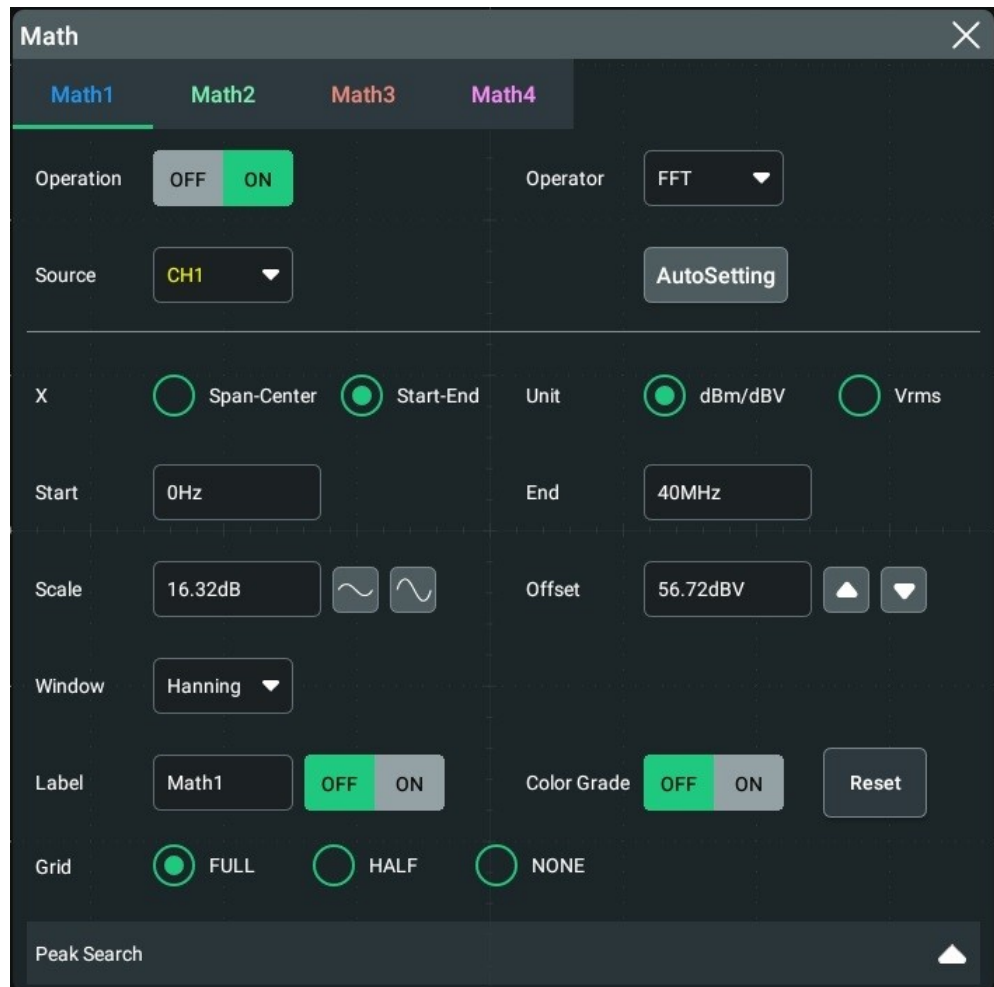 Math
Math1 Math2 Math3 Math4
Operation OFF ON Operator FFT
Source CH1 AutoSetting
X Span-Center Start-End Unit dBm/dBV Vrms
Start 0Hz End 40MHz
Scale 16.32dB Offset 56.72dBV
Window Hanning
Label Math1 OFF ON Color Grade OFF ON Reset
Grid FULL HALF NONE
Peak Search